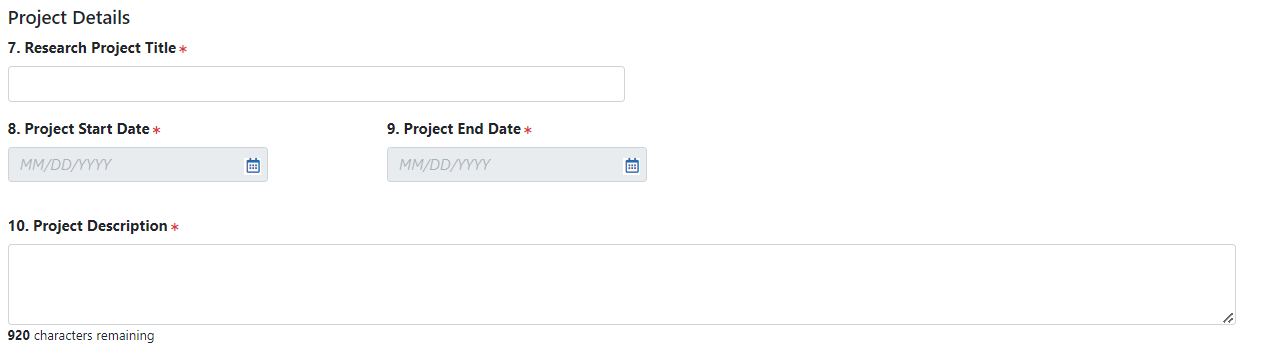 Project Details
7. Research Project Title*
8. Project Start Date* 9. Project End Date*
MM/DD/YYYY MM/DD/YYYY
10. Project Description*
920 characters remaining